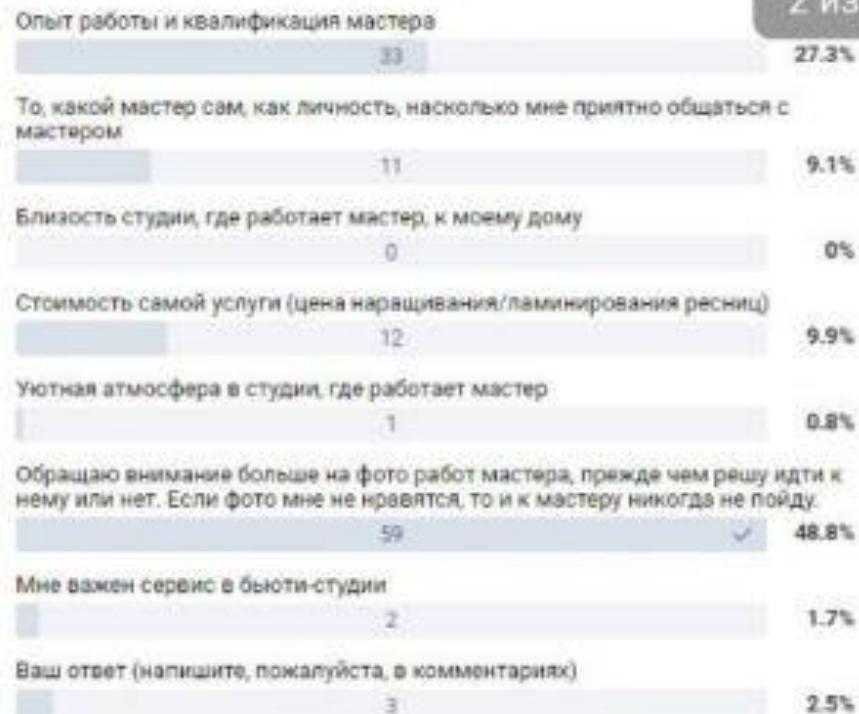 2 из
Опыт работы и квалификация мастера
33
27.3%
То, какой мастер сам, как личность, насколько мне приятно общаться с
мастером
11
9.1%
Близость студии, где работает мастер, к моему дому
0
0%
Стоимость самой услуги (цена наращивания/ламинирования ресниц)
12
9.9%
Уютная атмосфера в студии, где работает мастер
1
0.8%
Обращаю внимание больше на фото работ мастера, прежде чем решу идти к
нему или нет. Если фото мне не нравятся, то и к мастеру никогда не пойду.
59
48.8%
Мне важен сервис в бьюти-студии
2
1.7%
Ваш ответ (напишите, пожалуйста, в комментариях)
3
2.5%